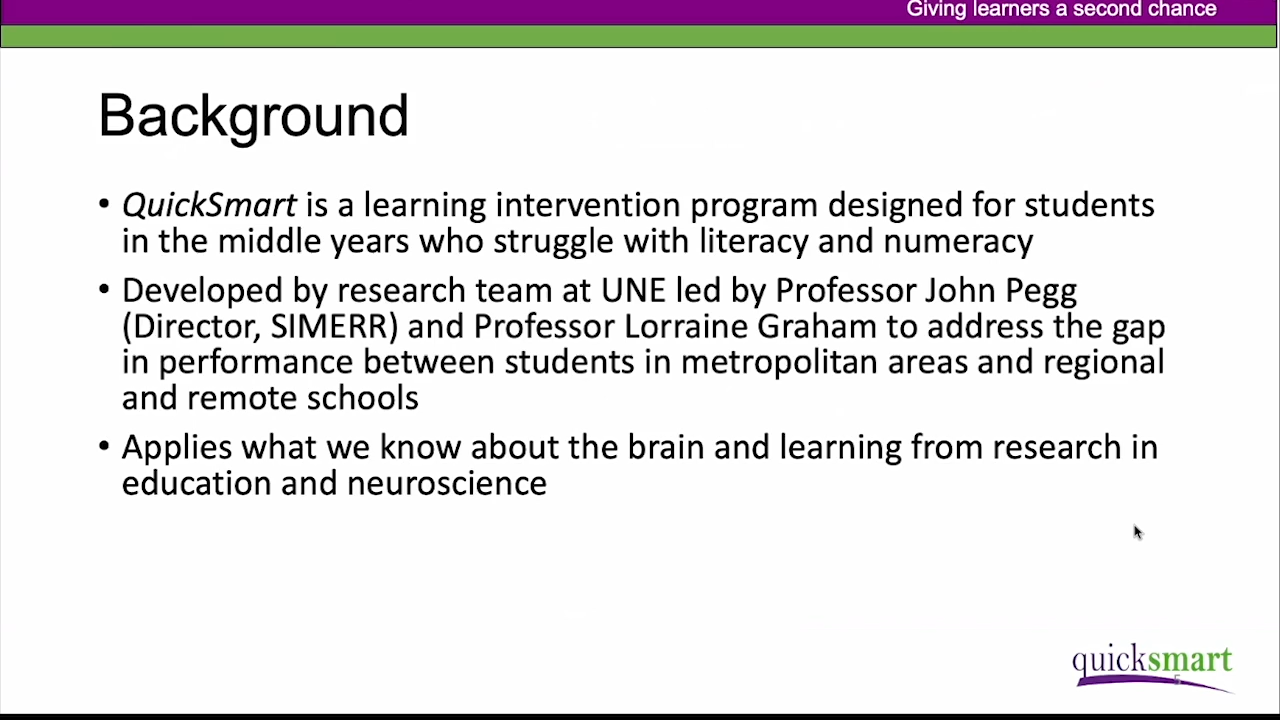 Giving learners a second chance
Background
• QuickSmart is a learning intervention program designed for students
in the middle years who struggle with literacy and numeracy
• Developed by research team at UNE led by Professor John Pegg
(Director, SIMERR) and Professor Lorraine Graham to address the gap
in performance between students in metropolitan areas and regional
and remote schools
• Applies what we know about the brain and learning from research in
education and neuroscience
quicksmart
5